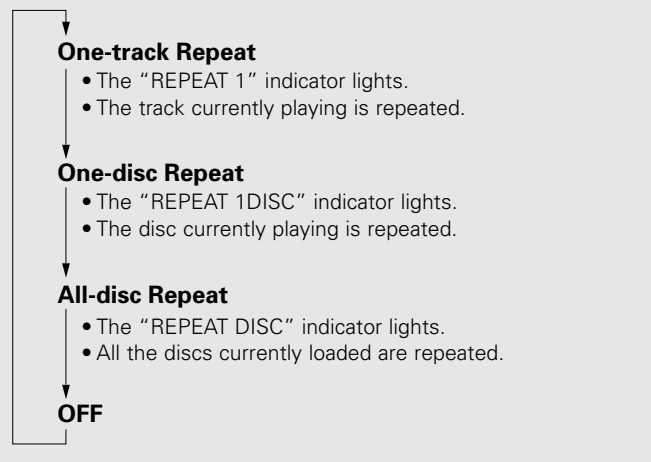 One-track Repeat
• The “REPEAT 1” indicator lights.
• The track currently playing is repeated.
One-disc Repeat
• The “REPEAT 1DISC” indicator lights.
• The disc currently playing is repeated.
All-disc Repeat
• The “REPEAT DISC” indicator lights.
• All the discs currently loaded are repeated.
OFF